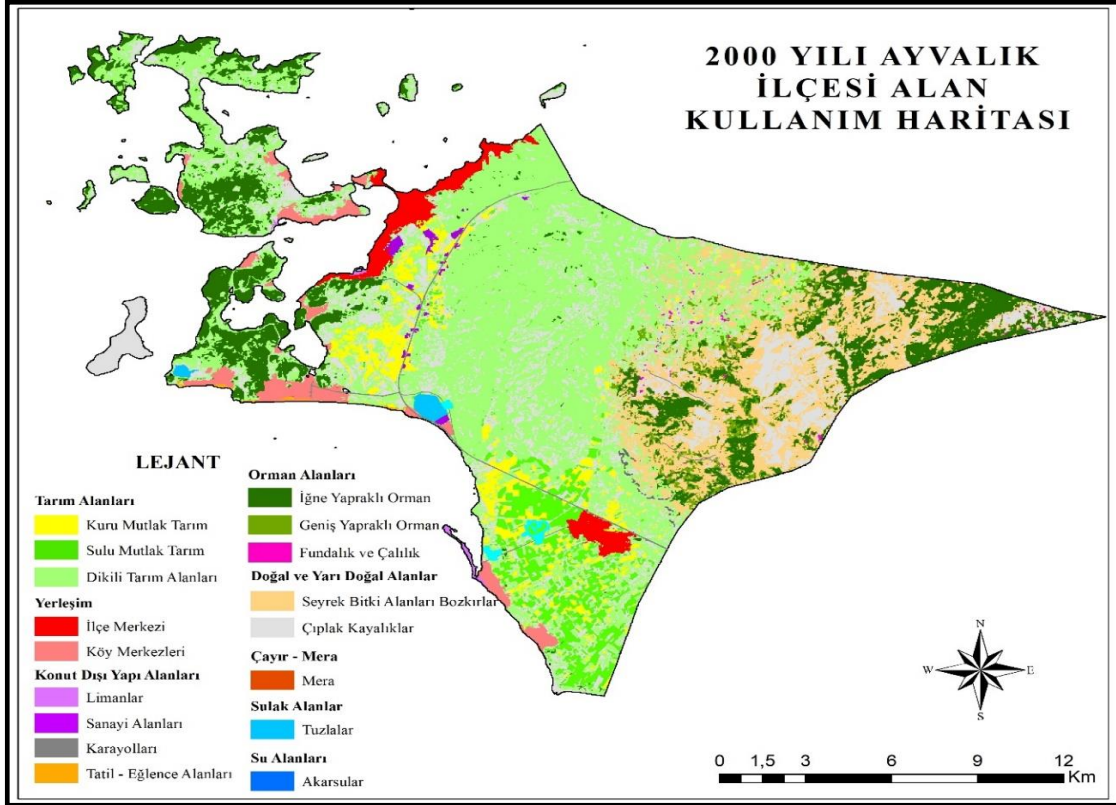 2000 YILI AYVALIK
İLÇESİ ALAN
KULLANIM HARİTASI
LEJANT
Tarım Alanları
Kuru Mutlak Tarım
Sulu Mutlak Tarım
Dikili Tarım Alanları
Yerleşim
İlçe Merkezi
Köy Merkezleri
Konut Dışı Yapı Alanları
Limanlar
Sanayi Alanları
Karayolları
Tatil - Eğlence Alanları
Orman Alanları
İğne Yapraklı Orman
Geniş Yapraklı Orman
Fundalık ve Çalılık
Doğal ve Yarı Doğal Alanlar
Seyrek Bitki Alanları Bozkırlar
Çıplak Kayalıklar
Çayır - Mera
Mera
Sulak Alanlar
Tuzlalar
Su Alanları
Akarsular
N
W E
S
0 1,5 3 6 9 12
Km